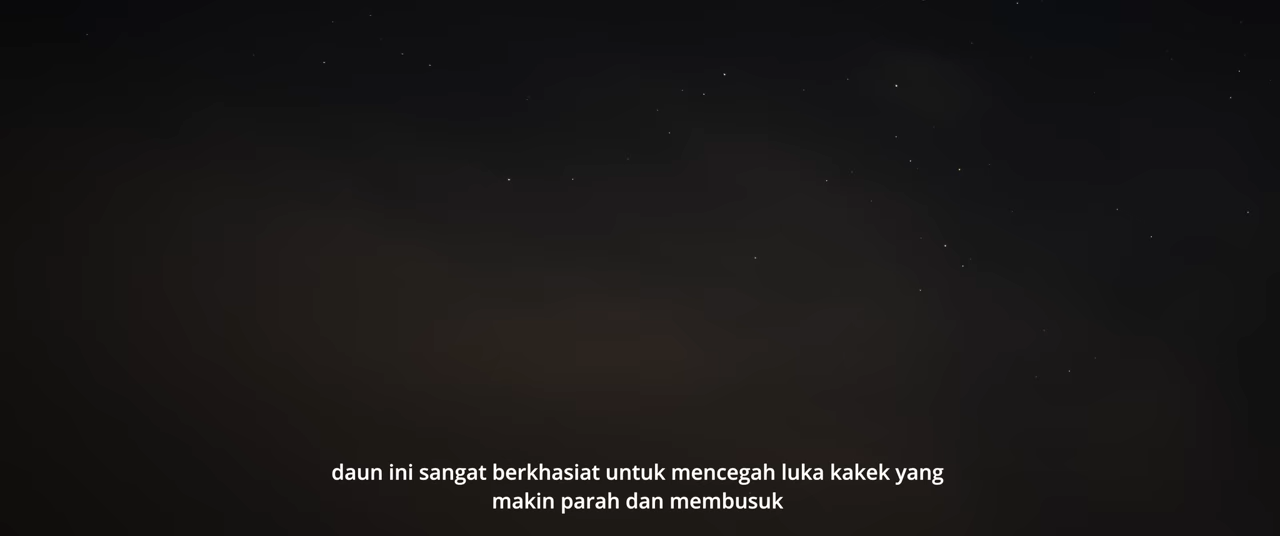 daun ini sangat berkhasiat untuk mencegah luka kakek yang
makin parah dan membusuk